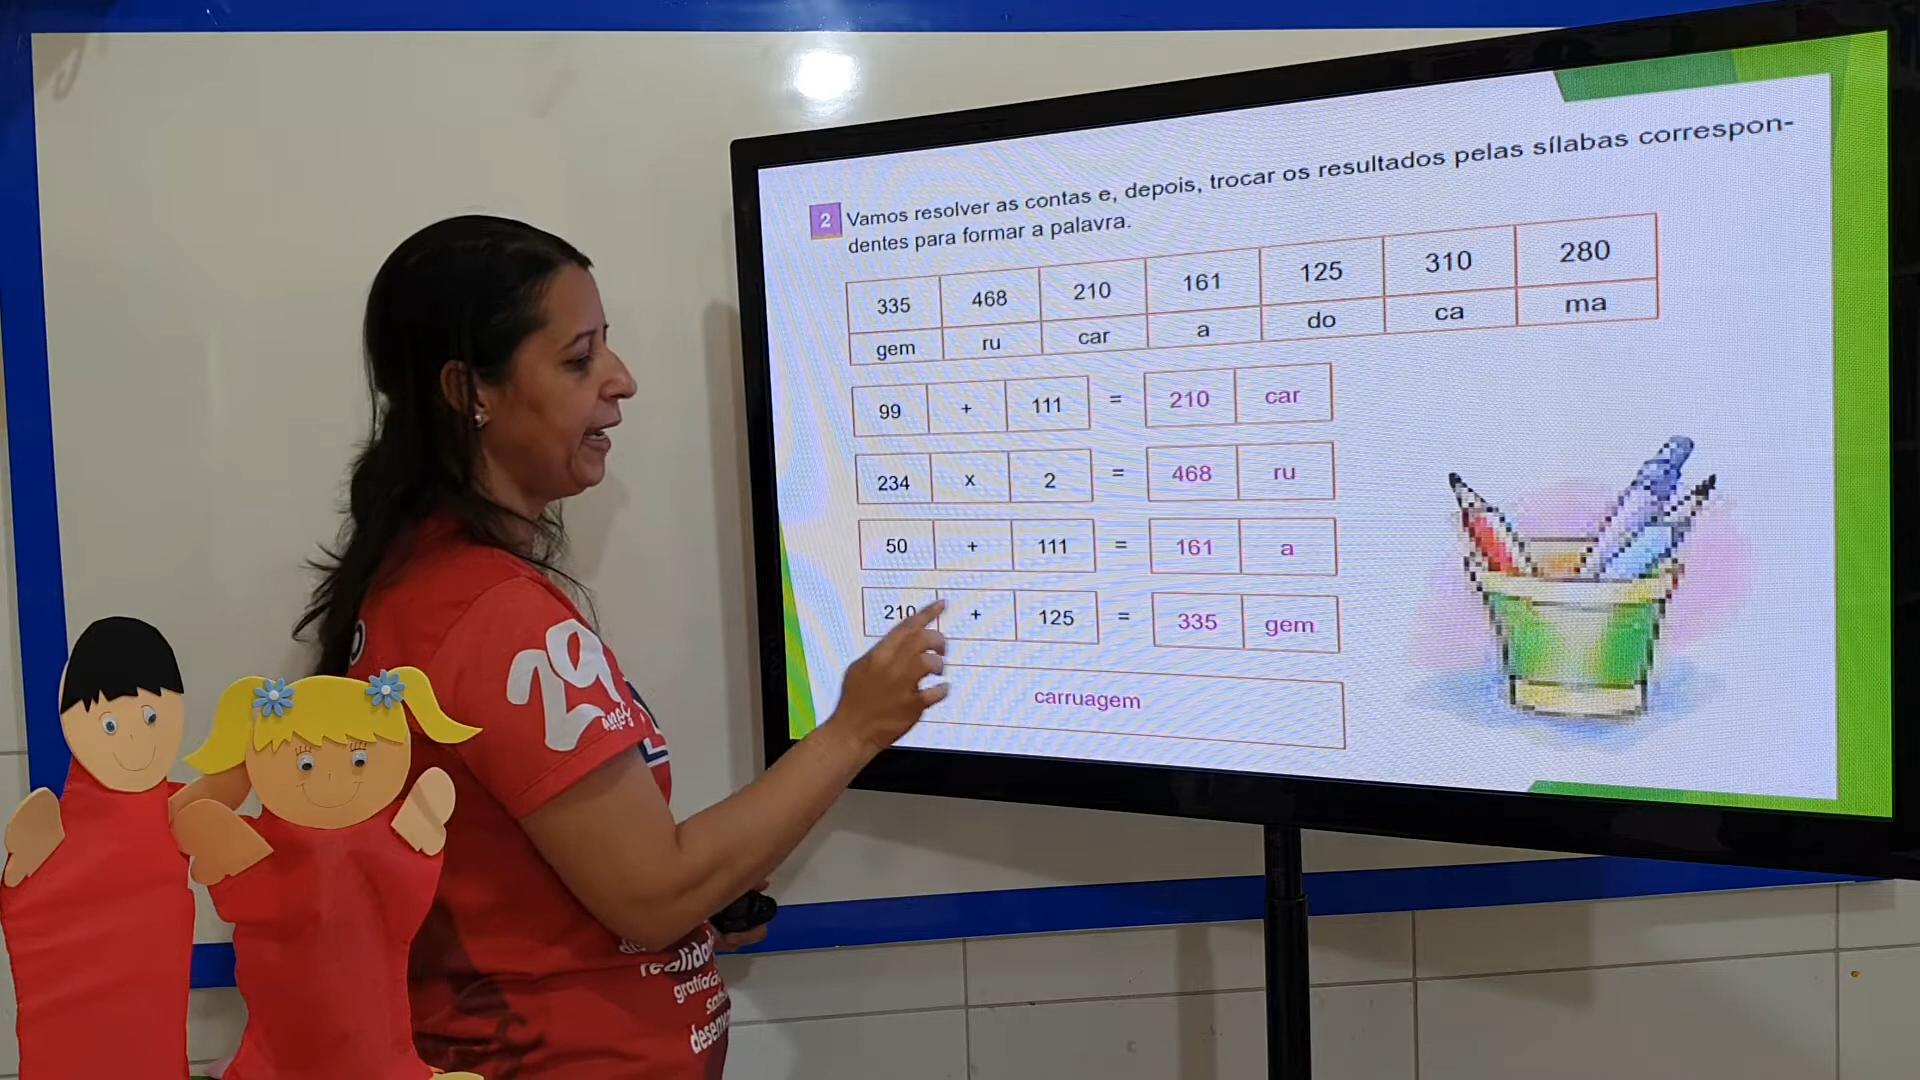 2 Vamos resolver as contas e, depois, trocar os resultados pelas sílabas correspon-
dentes para formar a palavra.
335 468 210 161 125 310 280
gem ru car a do ca ma
99 + 111 = 210 car
234 x 2 = 468 ru
50 + 111 = 161 a
210 + 125 = 335 gem
carruagem
29
anos